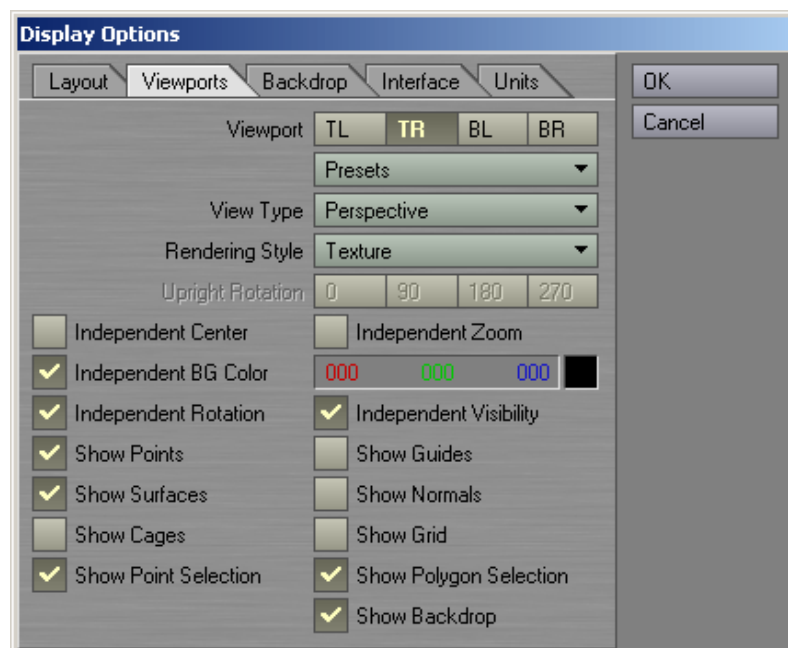 Display Options
Layout Viewports Backdrop Interface Units
OK
Viewport TL TR BL BR
Cancel
Presets
View Type Perspective
Rendering Style Texture
Upright Rotation 0 90 180 270
Independent Center Independent Zoom
Independent BG Color 000 000 000
Independent Rotation Independent Visibility
Show Points Show Guides
Show Surfaces Show Normals
Show Cages Show Grid
Show Point Selection Show Polygon Selection
Show Backdrop